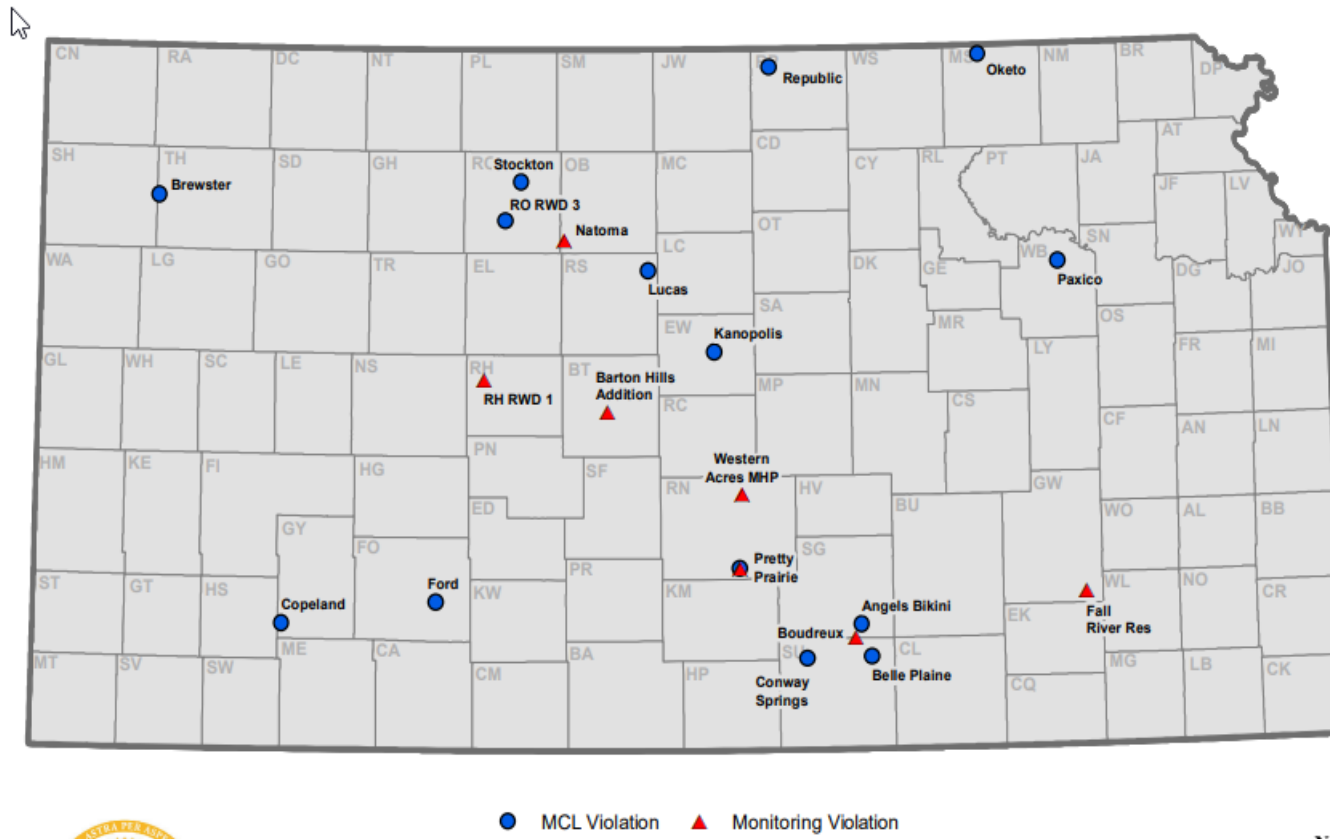 CN
RA
DC
NT
PL
SM
JW
WS
NM
BR
DP
Republic
Oketo
SH
TH
SD
GH
Stockton
OB
MC
CD
CY
RL
PT
JA
AT
Brewster
RO RWD 3
Natoma
JF
LV
WA
LG
GO
TR
EL
RS
LC
OT
DK
GE
WB
SN
DG
JO
Lucas
Paxico
SA
EW
Kanopolis
MR
OS
GL
WH
SC
LE
NS
RH
BT
LY
FR
MI
RH RWD 1
Barton Hills
Addition
RC
MP
MN
CS
CF
AN
LN
HM
KE
FI
HG
PN
SF
Western
Acres MHP
RN
HV
BU
GW
GY
FO
ED
SG
WO
AL
BB
ST
GT
HS
Copeland
Ford
KW
PR
KM
Pretty
Prairie
Angels Bikini
Boudreux
EK
Fall
River Res
WL
NO
CR
MT
SV
SW
ME
CA
CM
BA
HP
SU
Conway
Springs
Belle Plaine
CL
CQ
MG
LB
CK
MCL Violation
Monitoring Violation